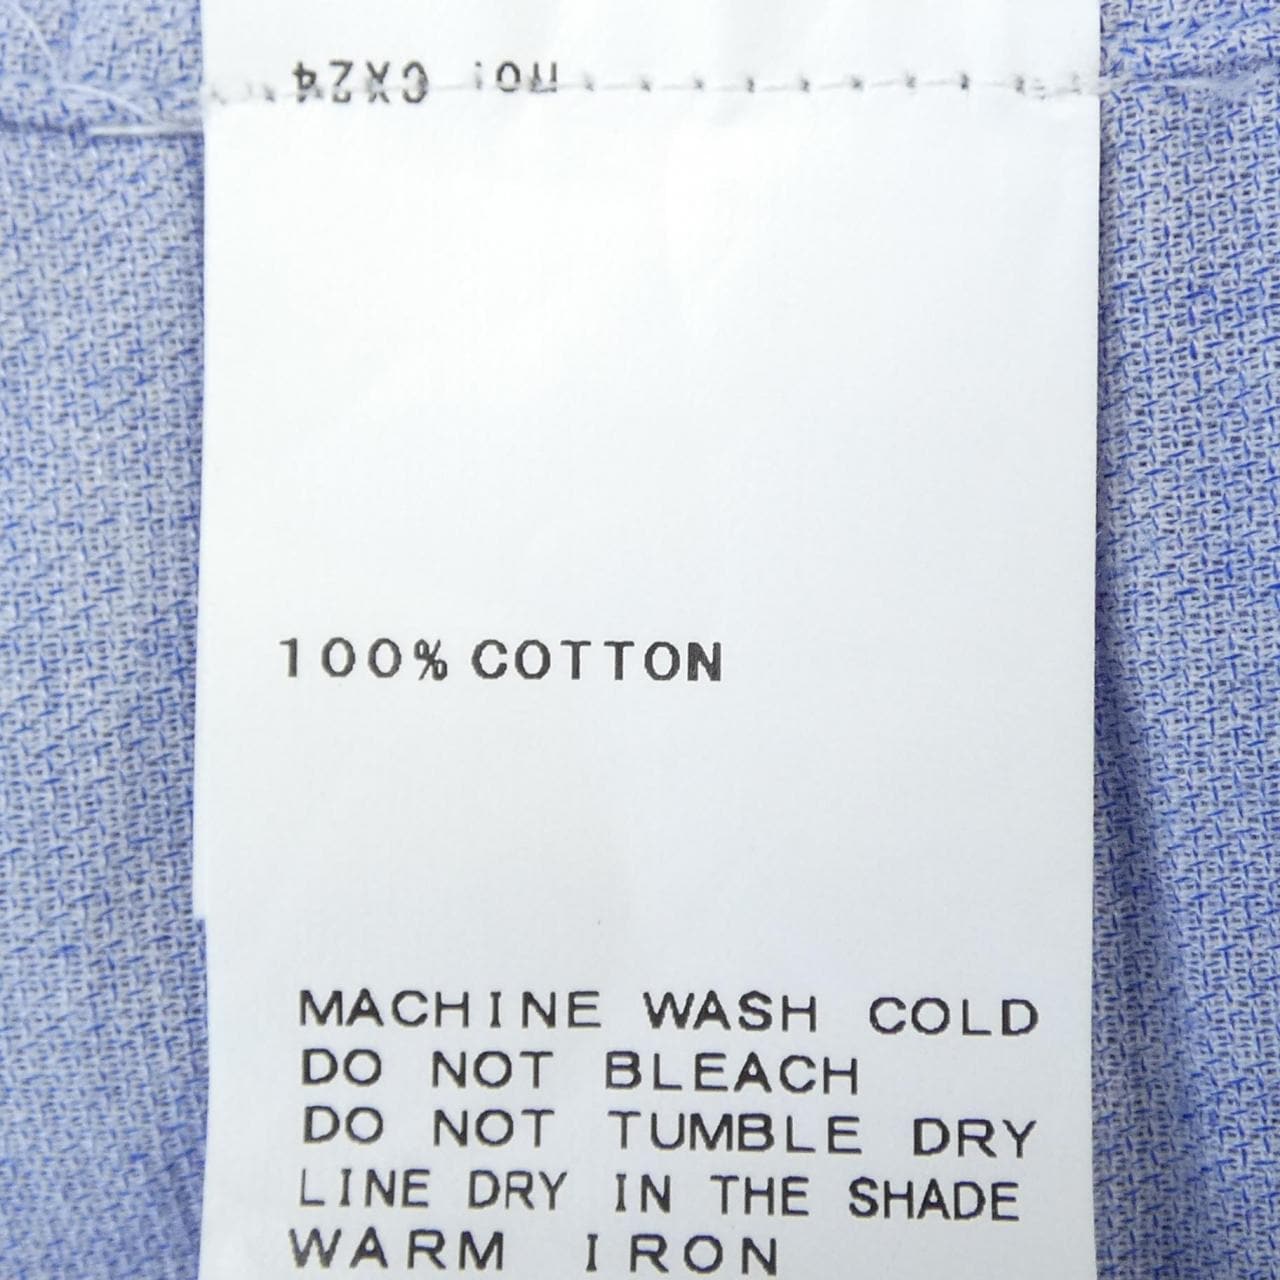 100% COTTON
MACHINE WASH COLD
DO NOT BLEACH
DO NOT TUMBLE DRY
LINE DRY IN THE SHADE
WARM IRON